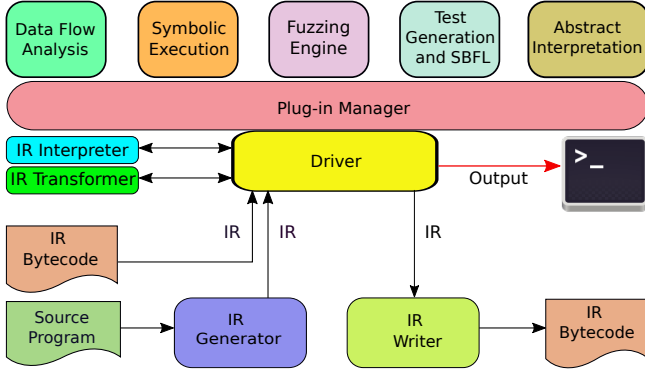 Data Flow
Analysis
Symbolic
Execution
Fuzzing
Engine
Test
Generation
and SBFL
Abstract
Interpretation
Plug-in Manager
IR Interpreter
IR Transformer
Driver
Output
>_
IR
IR
IR
IR
Bytecode
Source
Program
IR
Generator
IR
Writer
IR
Bytecode